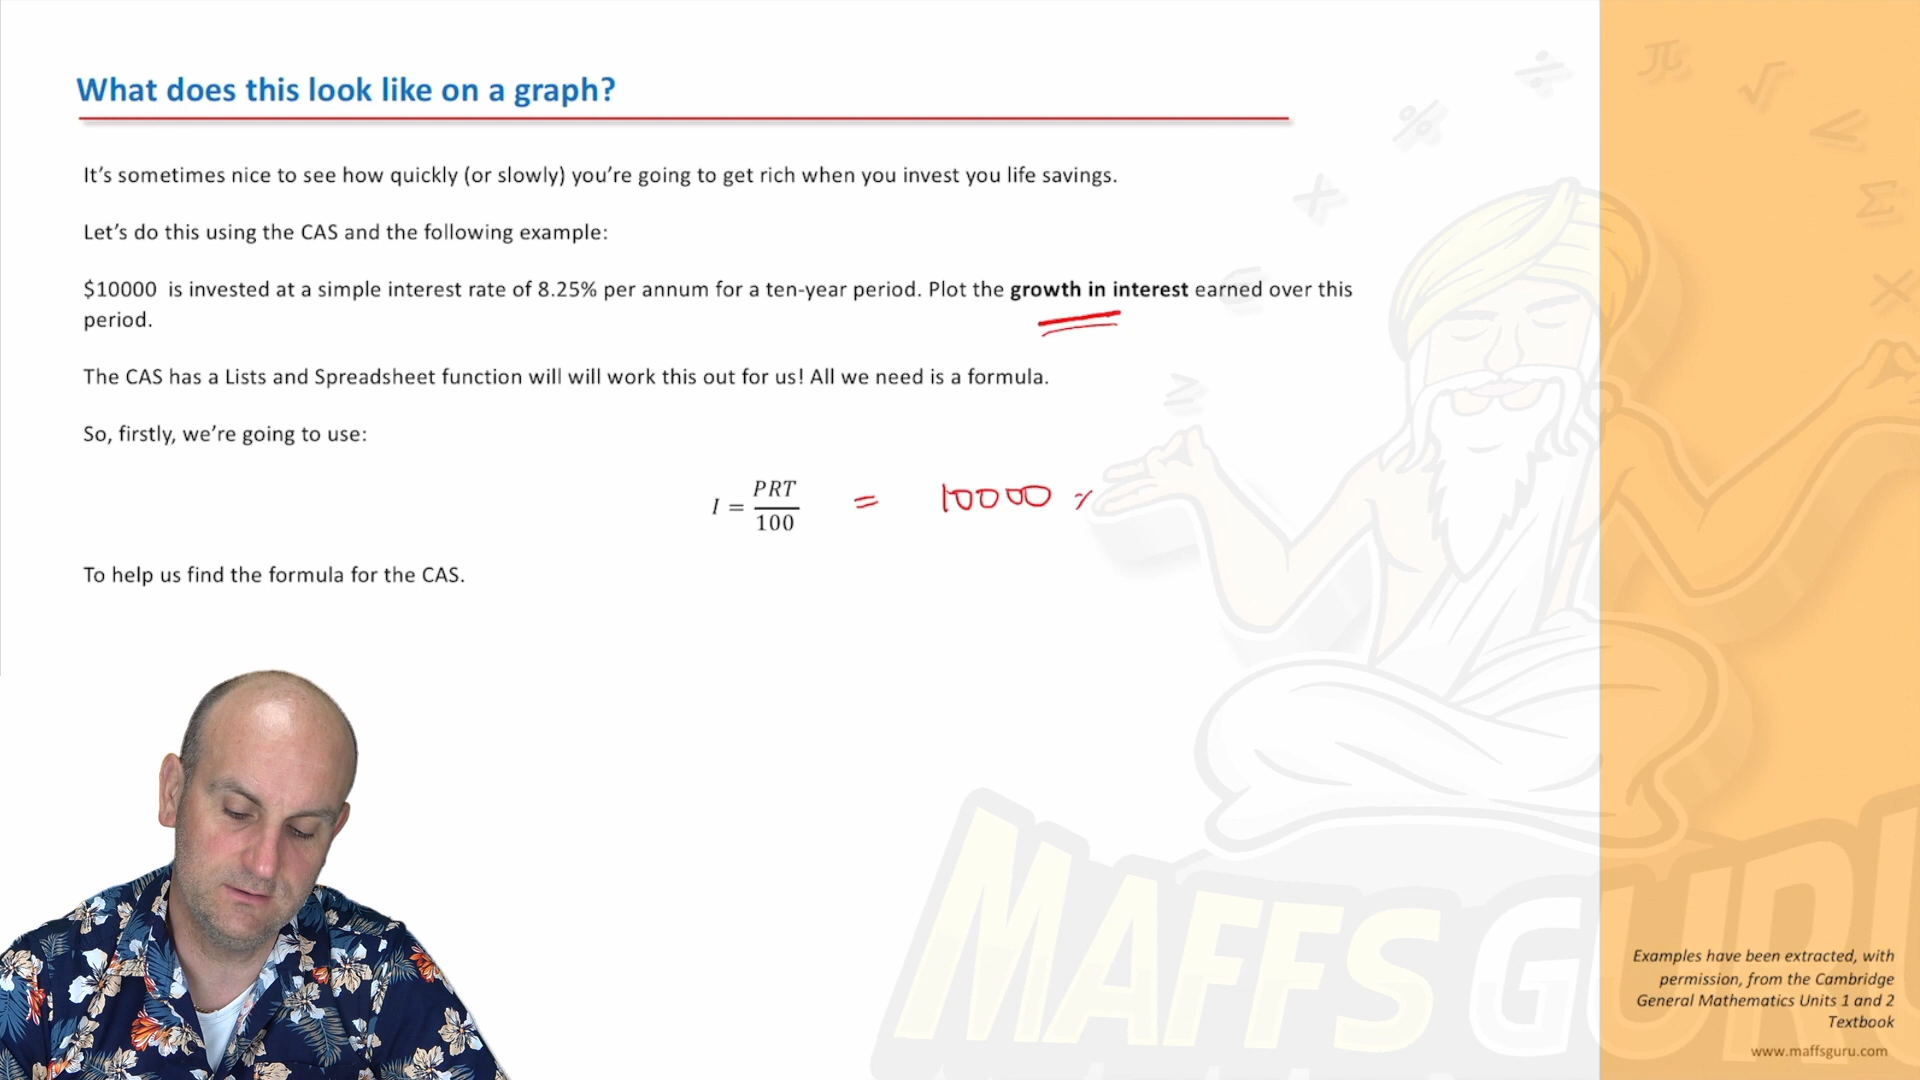 What does this look like on a graph?
It's sometimes nice to see how quickly (or slowly) you're going to get rich when you invest you life savings.
Let's do this using the CAS and the following example:
$10000 is invested at a simple interest rate of 8.25% per annum for a ten-year period. Plot the growth in interest earned over this
period.
The CAS has a Lists and Spreadsheet function will will work this out for us! All we need is a formula.
So, firstly, we're going to use:
I = PRT/100 = 10000 ×
To help us find the formula for the CAS.
MAFFS GURU
Examples have been extracted, with
permission, from the Cambridge
General Mathematics Units 1 and 2
Textbook
www.maffsguru.com